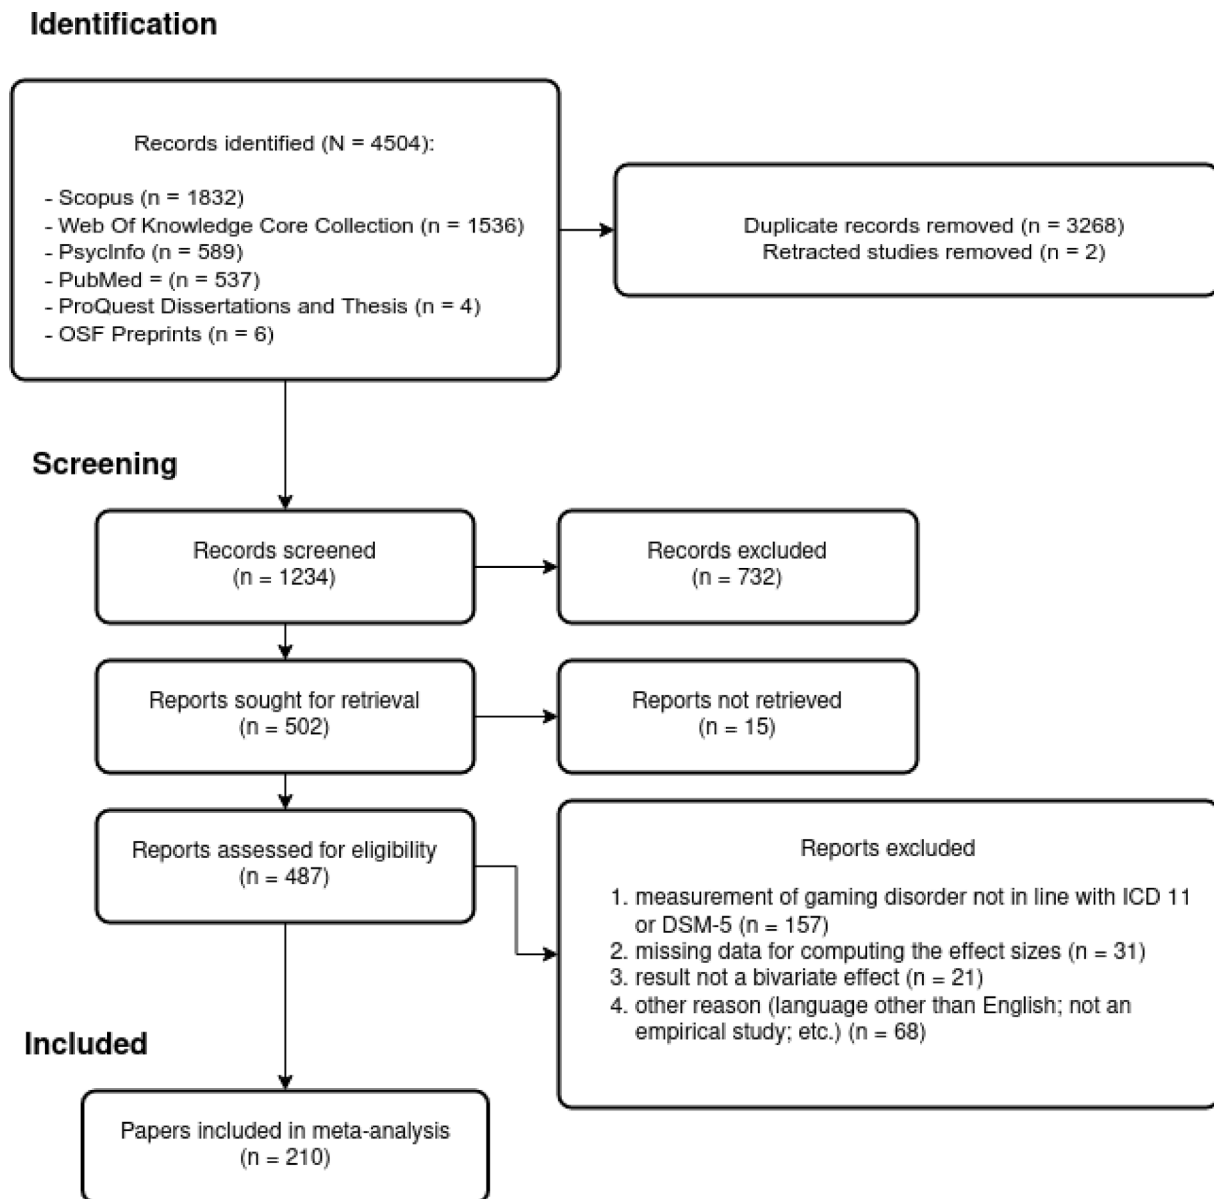 Identification
Records identified (N = 4504):
- Scopus (n = 1832)
- Web Of Knowledge Core Collection (n = 1536)
- PsycInfo (n = 589)
- PubMed = (n = 537)
- ProQuest Dissertations and Thesis (n = 4)
- OSF Preprints (n = 6)
Duplicate records removed (n = 3268)
Retracted studies removed (n = 2)
Screening
Records screened
(n = 1234)
Records excluded
(n = 732)
Reports sought for retrieval
(n = 502)
Reports not retrieved
(n = 15)
Reports assessed for eligibility
(n = 487)
Reports excluded
1. measurement of gaming disorder not in line with ICD 11
or DSM-5 (n = 157)
2. missing data for computing the effect sizes (n = 31)
3. result not a bivariate effect (n = 21)
4. other reason (language other than English; not an
empirical study; etc.) (n = 68)
Included
Papers included in meta-analysis
(n = 210)